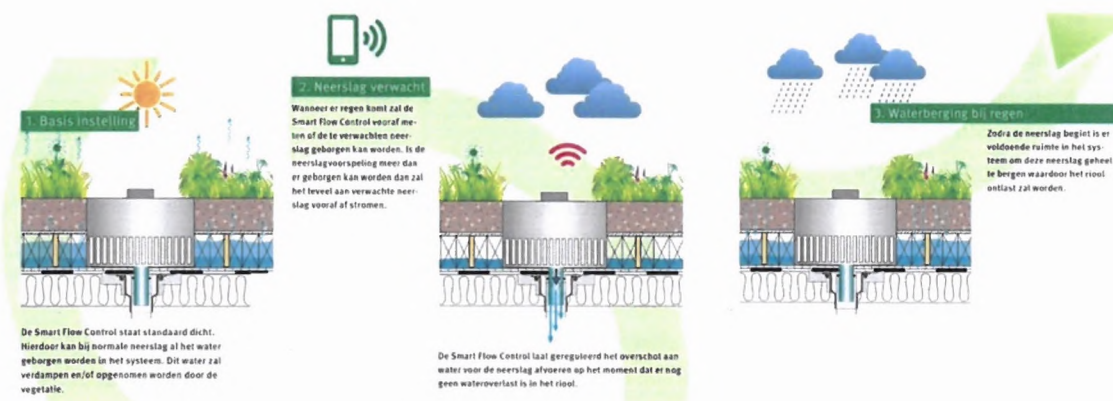 1. Basis instelling
De Smart Flow Control staat standaard dicht.
Hierdoor kan bij normale neerslag al het water
geborgen worden in het systeem. Dit water zal
verdampen en/of opgenomen worden door de
vegetatie.
2. Neerslag verwacht
Wanneer er regen komt zal de
Smart Flow Control vooraf me-
ten of de te verwachten neer-
slag geborgen kan worden. Is de
neerslagvoorspeling meer dan
er geborgen kan worden dan zal
het teveel aan verwachte neer-
slag vooraf af stromen.
De Smart Flow Control laat gereguleerd het overschot aan
water voor de neerslag afvoeren op het moment dat er nog
geen wateroverlast is in het riool.
3. Waterberging bij regen
Zodra de neerslag begint is er
voldoende ruimte in het sys-
teem om deze neerslag geheel
te bergen waardoor het riool
ontlast zal worden.